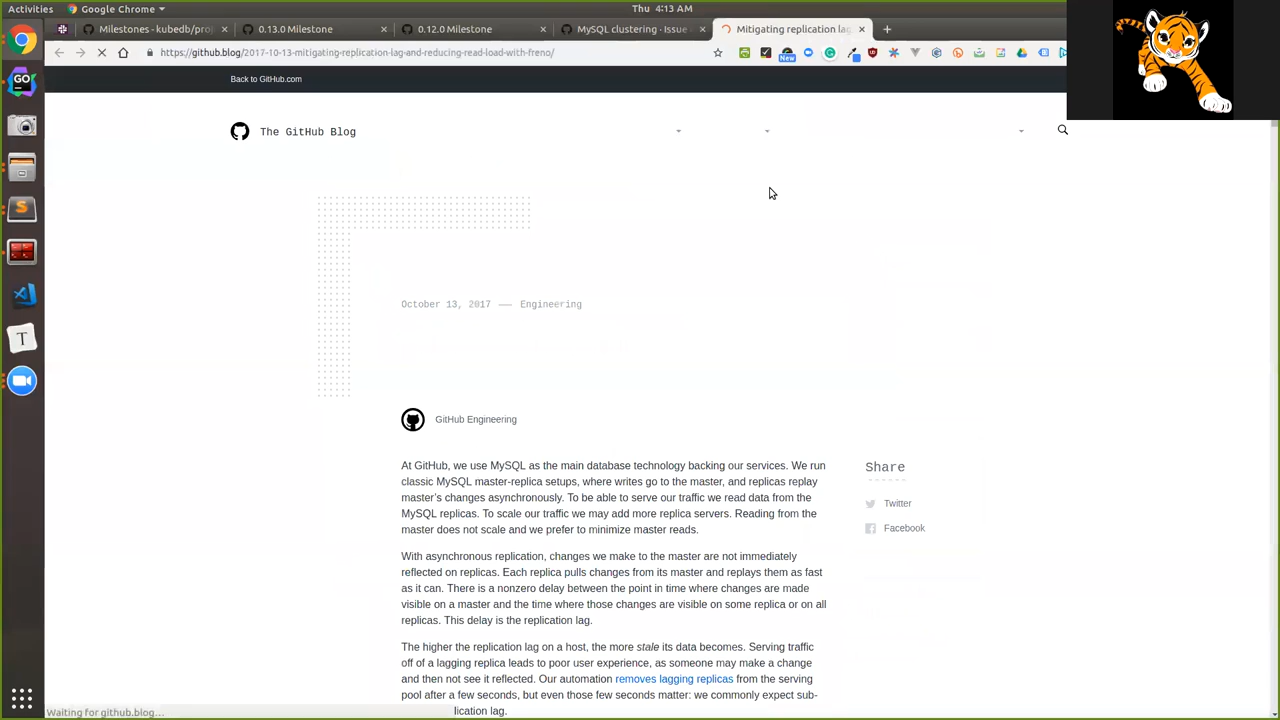 Activities
Google Chrome
Thu 4:13 AM
Milestones - kubedb/pro
0.13.0 Milestone
0.12.0 Milestone
MySQL clustering · Issue
Mitigating replication lag
https://github.blog/2017-10-13-mitigating-replication-lag-and-reducing-read-load-with-freno/
New
Back to GitHub.com
The GitHub Blog
October 13, 2017 — Engineering
GitHub Engineering
At GitHub, we use MySQL as the main database technology backing our services. We run
classic MySQL master-replica setups, where writes go to the master, and replicas replay
master’s changes asynchronously. To be able to serve our traffic we read data from the
MySQL replicas. To scale our traffic we may add more replica servers. Reading from the
master does not scale and we prefer to minimize master reads.
With asynchronous replication, changes we make to the master are not immediately
reflected on replicas. Each replica pulls changes from its master and replays them as fast
as it can. There is a nonzero delay between the point in time where changes are made
visible on a master and the time where those changes are visible on some replica or on all
replicas. This delay is the replication lag.
The higher the replication lag on a host, the more stale its data becomes. Serving traffic
off of a lagging replica leads to poor user experience, as someone may make a change
and then not see it reflected. Our automation removes lagging replicas from the serving
pool after a few seconds, but even those few seconds matter: we commonly expect sub-
lication lag.
Share
Twitter
Facebook
Waiting for github.blog...
GO
S
T